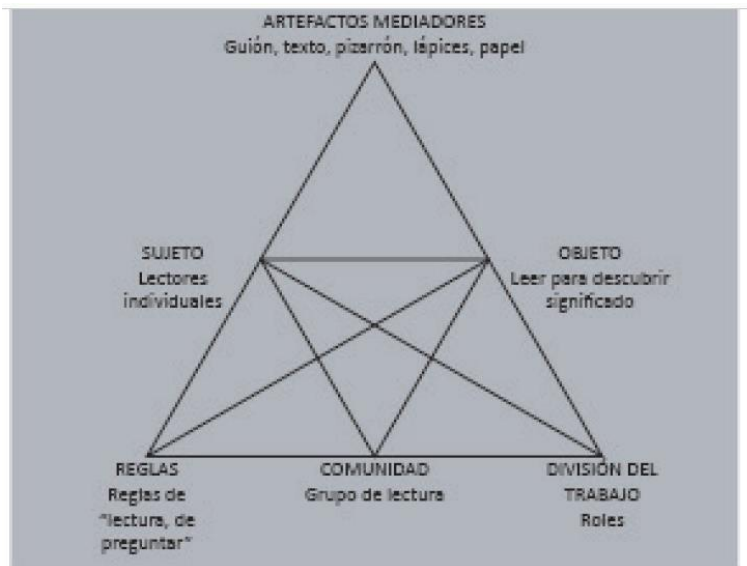 ARTEFACTOS MEDIADORES
Guión, texto, pizarrón, lápices, papel
SUJETO
Lectores
individuales
OBJETO
Leer para descubrir
significado
REGLAS
Reglas de
“lectura, de
preguntar”
COMUNIDAD
Grupo de lectura
DIVISIÓN DEL
TRABAJO
Roles